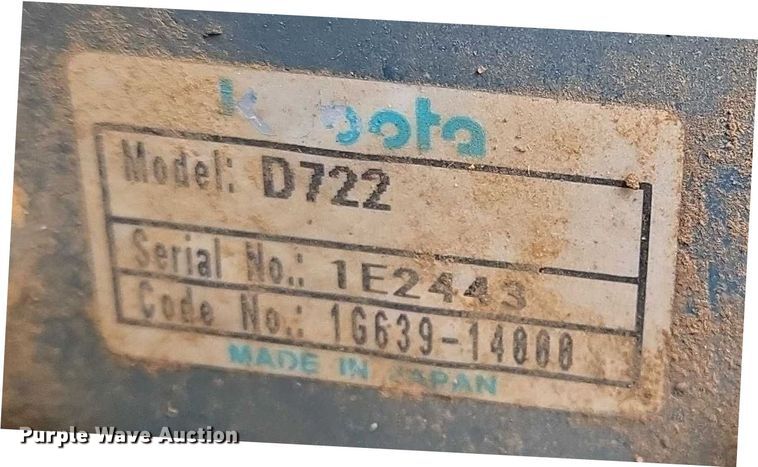 Kubota
Model: D722
Serial No.: 1E2443
Code No.: 1G639-14000
MADE IN JAPAN
Purple Wave Auction